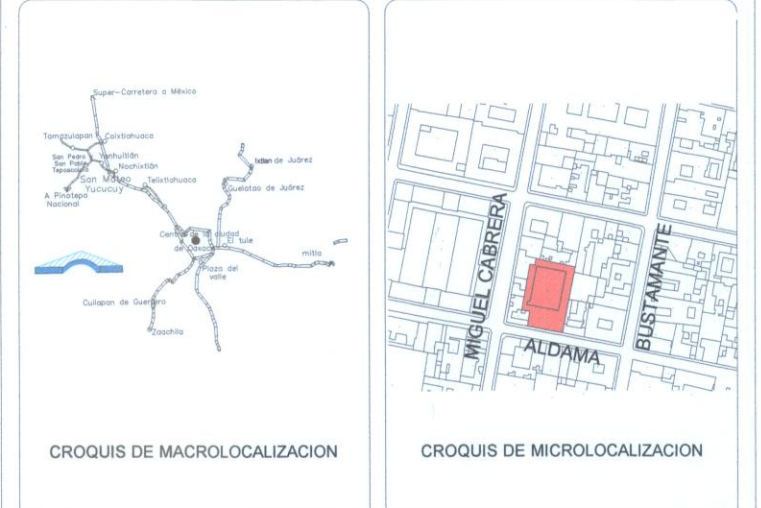 Super-Carretera a México
Tamazulapan
Coixtlahuaca
San Pedro
San Pablo
Teposcolula
Yanhuitlán
Nochixtlán
San Mateo
Yucucuy
Telixtlahuaca
A Pinotepa
Nacional
Ixtlan de Juárez
Guelatao de Juárez
Centro de la ciudad
de Oaxaca
El tule
mitla
Plaza del
valle
Cuilapan de Guerrero
Zaachila
CROQUIS DE MACROLOCALIZACION
MIGUEL CABRERA
ALDAMA
BUSTAMANTE
CROQUIS DE MICROLOCALIZACION